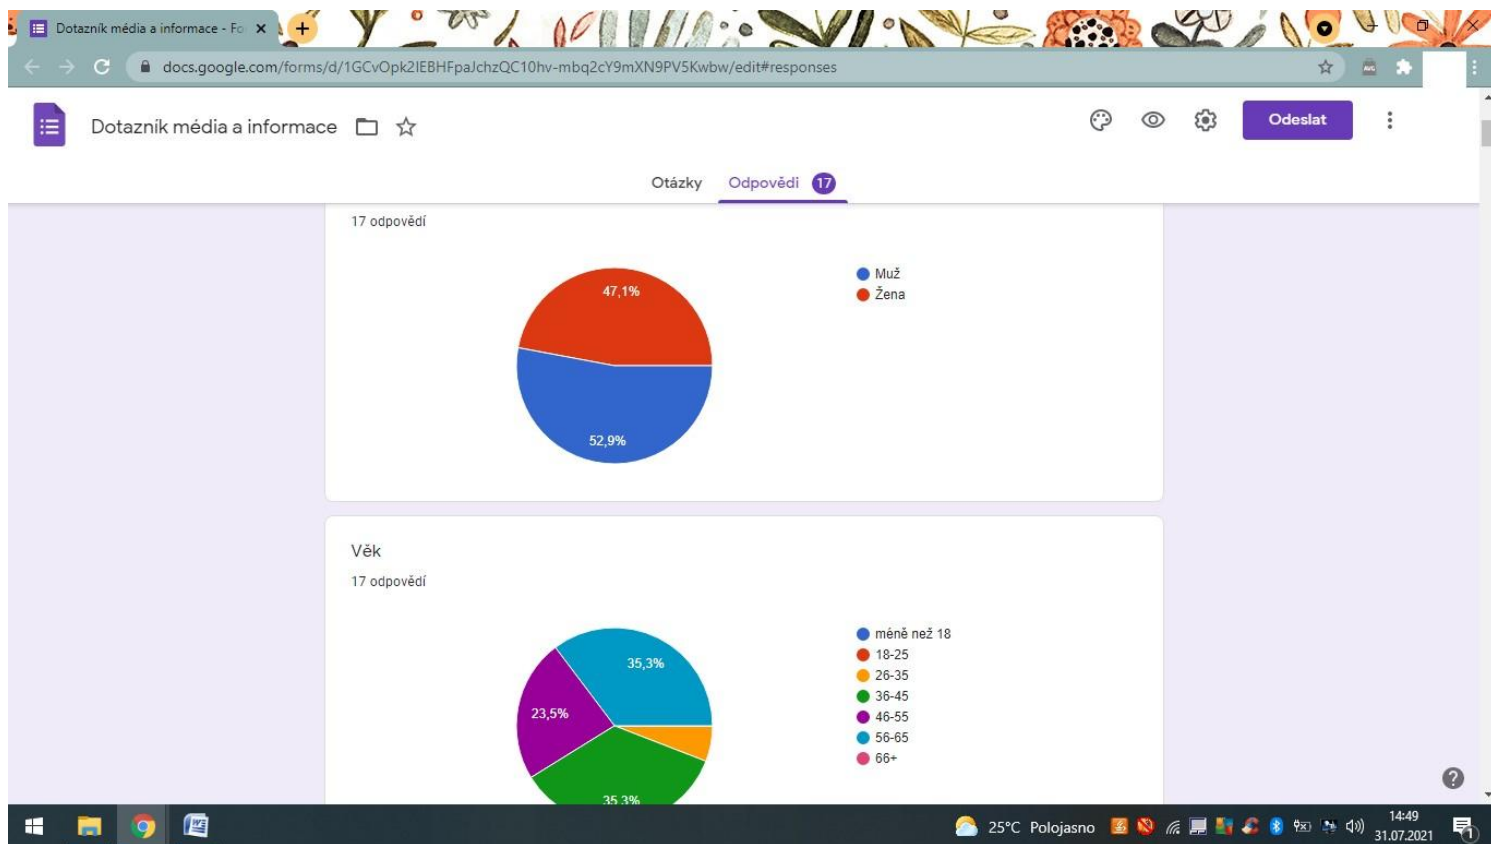 Dotazník média a informace - Fo
docs.google.com/forms/d/1GCvOpk2IEBHFpaJchzQC10hv-mbq2cY9mXN9PV5Kwbw/edit#responses
Dotazník média a informace
Odeslat
Otázky
Odpovědi 17
17 odpovědí
47,1%
52,9%
Muž
Žena
Věk
17 odpovědí
35,3%
23,5%
35,3%
méně než 18
18-25
26-35
36-45
46-55
56-65
66+
25°C Polojasno
14:49
31.07.2021